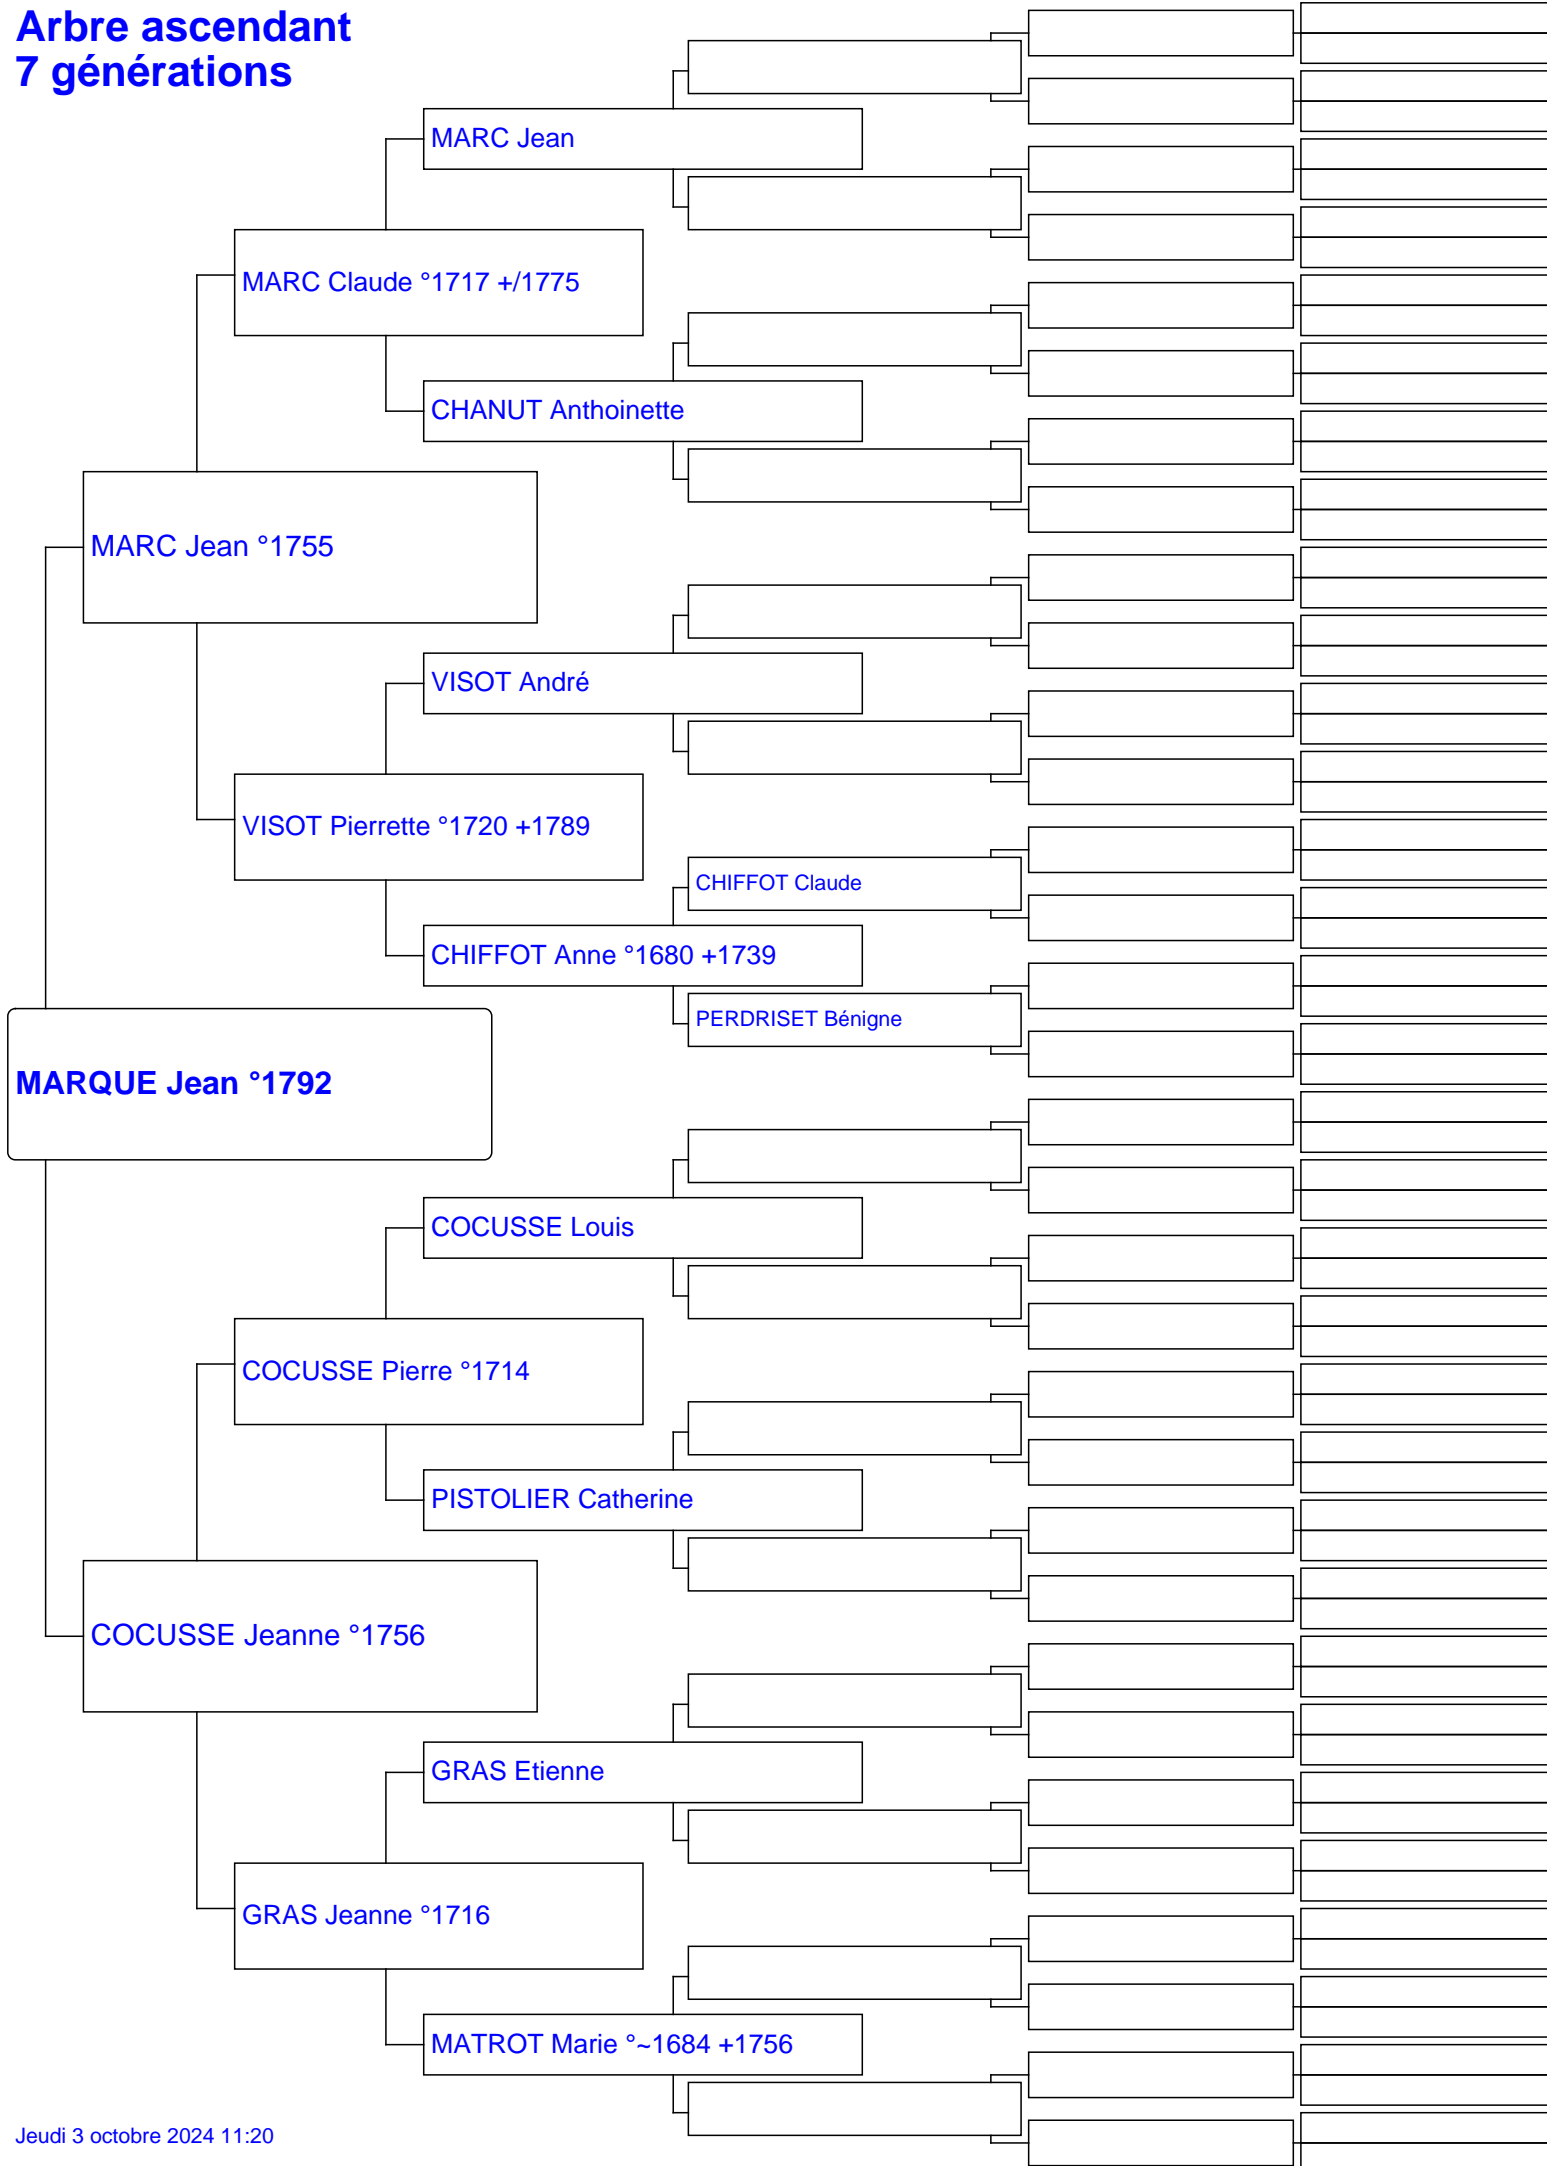 Arbre ascendant
7 générations
MARC Jean
MARC Claude °1717 +/1775
CHANUT Anthoinette
MARC Jean °1755
VISOT André
VISOT Pierrette °1720 +1789
CHIFFOT Claude
CHIFFOT Anne °1680 +1739
PERDRISET Bénigne
MARQUE Jean °1792
COCUSSE Louis
COCUSSE Pierre °1714
PISTOLIER Catherine
COCUSSE Jeanne °1756
GRAS Etienne
GRAS Jeanne °1716
MATROT Marie °~1684 +1756
Jeudi 3 octobre 2024 11:20